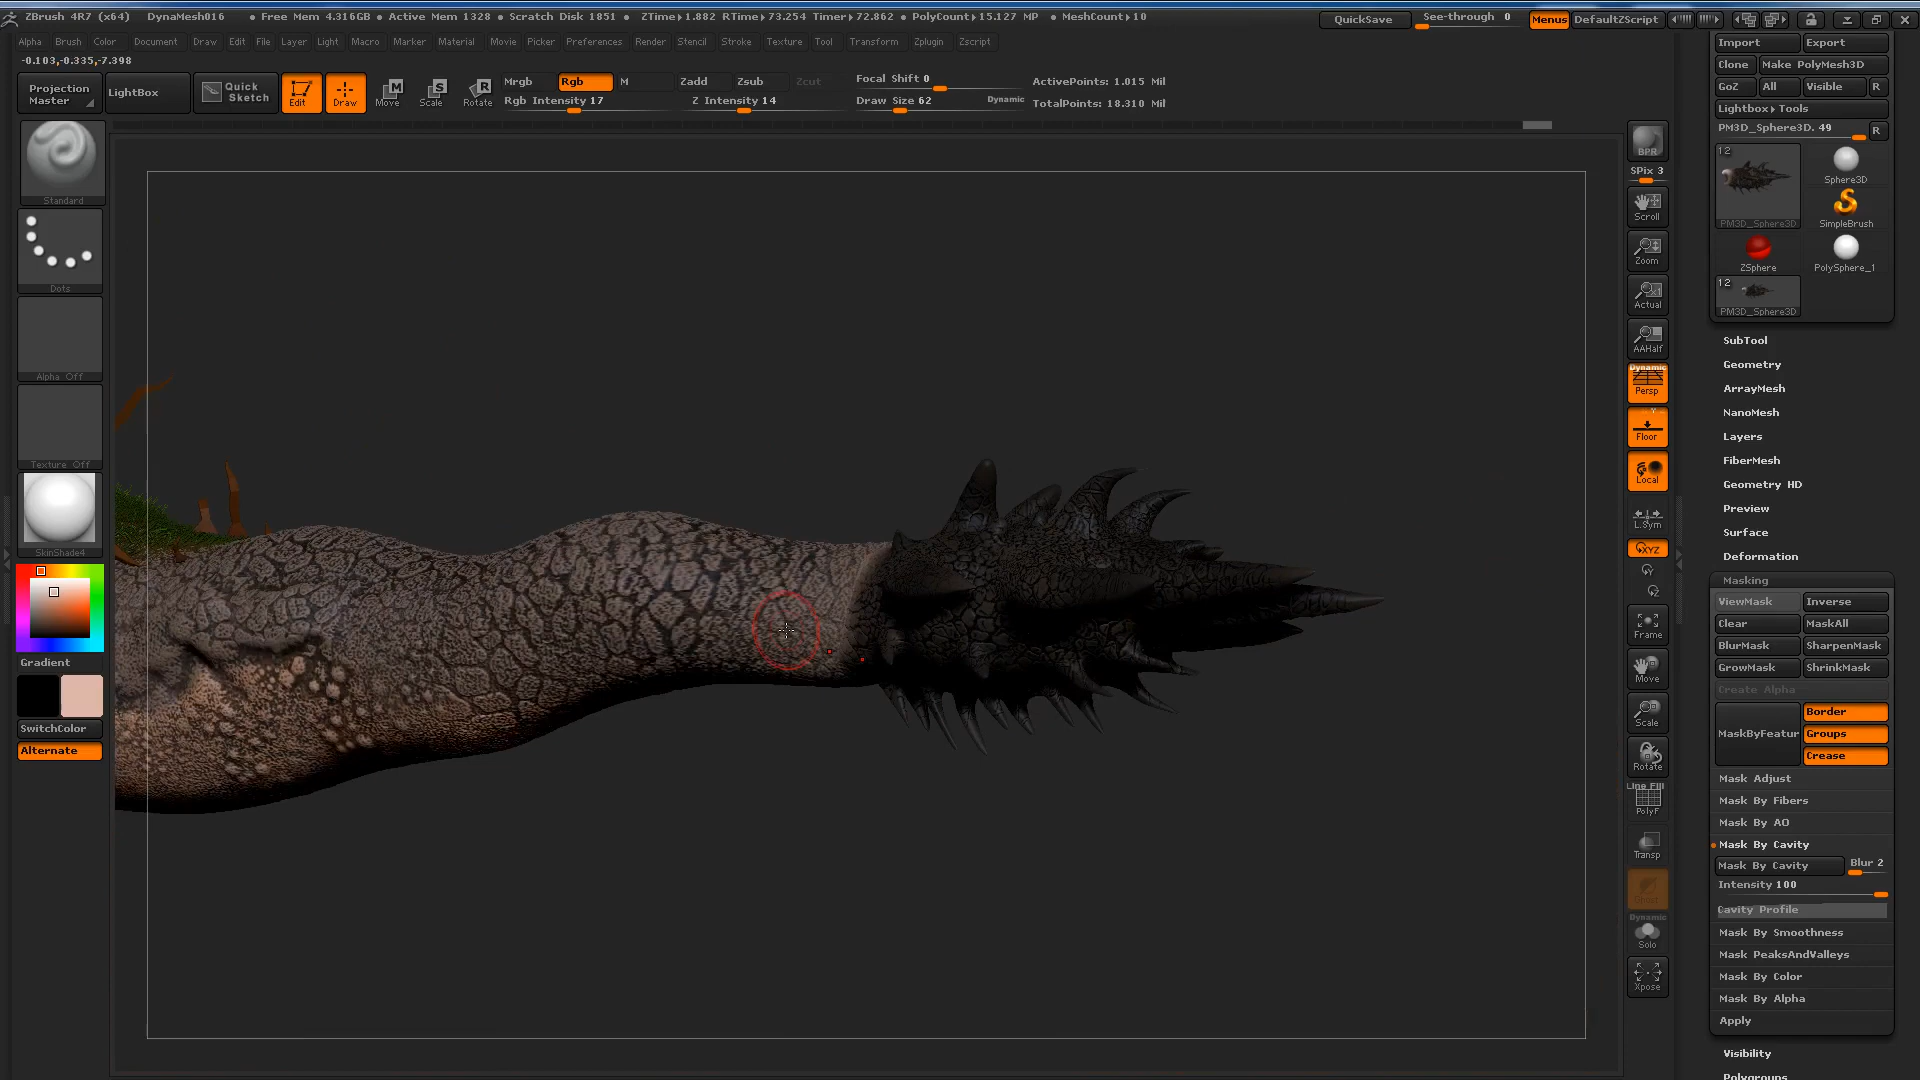 ZBrush 4R7 (x64) DynaMesh016 • Free Mem 4.316GB • Active Mem 1328 • Scratch Disk 1851 • ZTime▸1.882 RTime▸73.254 Timer▸72.862 • PolyCount▸15.127 MP • MeshCount▸10 QuickSave See-through 0 Menus DefaultZScript
Alpha Brush Color Document Draw Edit File Layer Light Macro Marker Material Movie Picker Preferences Render Stencil Stroke Texture Tool Transform Zplugin Zscript
-0.103,-0.335,-7.398
Projection Master
LightBox
Quick Sketch
Edit
Draw
Move
Scale
Rotate
Mrgb Rgb M Zadd Zsub Zcut
Rgb Intensity 17 Z Intensity 14
Focal Shift 0
Draw Size 62 Dynamic
ActivePoints: 1.015 Mil
TotalPoints: 18.310 Mil
Standard
Dots
Alpha Off
Texture Off
SkinShade4
Gradient
SwitchColor
Alternate
BPR
SPix 3
Scroll
Zoom
Actual
AAHalf
Dynamic
Persp
Floor
Local
L.Sym
XYZ
Frame
Move
Scale
Rotate
Line Fill
PolyF
Transp
Ghost
Dynamic
Solo
Xpose
Import Export
Clone Make PolyMesh3D
GoZ All Visible R
Lightbox▸Tools
PM3D_Sphere3D. 49 R
12
PM3D_Sphere3D
Sphere3D
SimpleBrush
ZSphere
PolySphere_1
12
PM3D_Sphere3D
SubTool
Geometry
ArrayMesh
NanoMesh
Layers
FiberMesh
Geometry HD
Preview
Surface
Deformation
Masking
ViewMask Inverse
Clear MaskAll
BlurMask SharpenMask
GrowMask ShrinkMask
Create Alpha
MaskByFeatur
Border
Groups
Crease
Mask Adjust
Mask By Fibers
Mask By AO
Mask By Cavity
Mask By Cavity Blur 2
Intensity 100
Cavity Profile
Mask By Smoothness
Mask PeaksAndValleys
Mask By Color
Mask By Alpha
Apply
Visibility
Polygroups